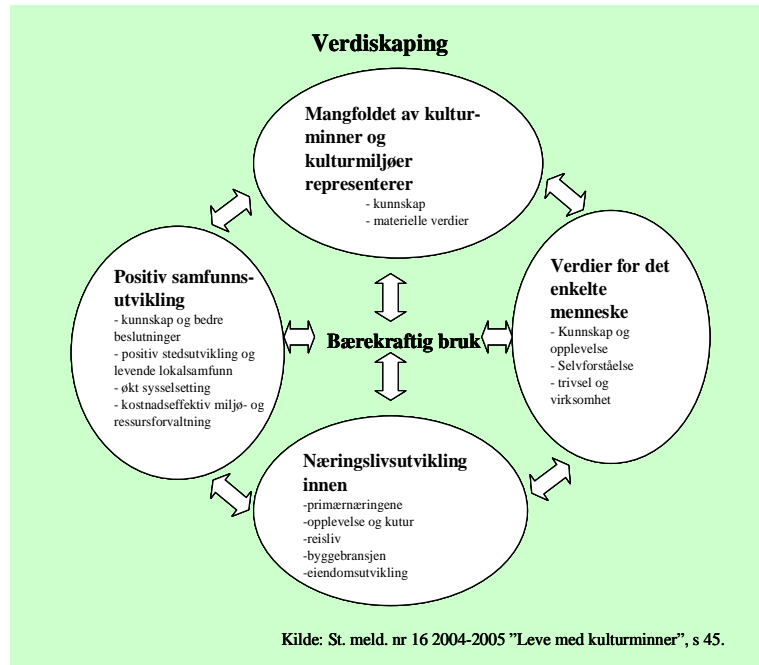 Verdiskaping
Mangfoldet av kultur-
minner og
kulturmiljøer
representerer
- kunnskap
- materielle verdier
Positiv samfunns-
utvikling
- kunnskap og bedre
beslutninger
- positiv stedsutvikling og
levende lokalsamfunn
- økt sysselsetting
- kostnadseffektiv miljø- og
ressursforvaltning
Bærekraftig bruk
Verdier for det
enkelte
menneske
- Kunnskap og
opplevelse
- Selvforståelse
- trivsel og
virksomhet
Næringslivsutvikling
innen
-primærnæringene
-opplevelse og kutur
-reisliv
-byggebransjen
-eiendomsutvikling
Kilde: St. meld. nr 16 2004-2005 ”Leve med kulturminner”, s 45.